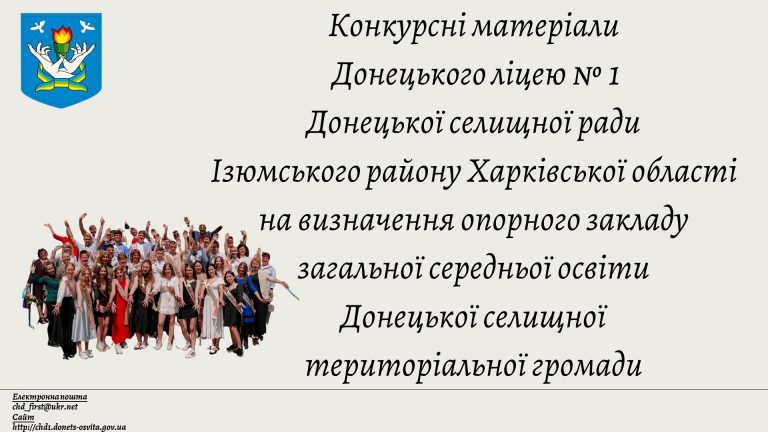 Конкурсні матеріали
Донецького ліцею № 1
Донецької селищної ради
Ізюмського району Харківської області
на визначення опорного закладу
загальної середньої освіти
Донецької селищної
територіальної громади
Електронна пошта
chd_first@ukr.net
Сайт
http://chd1.donets-osvita.gov.ua